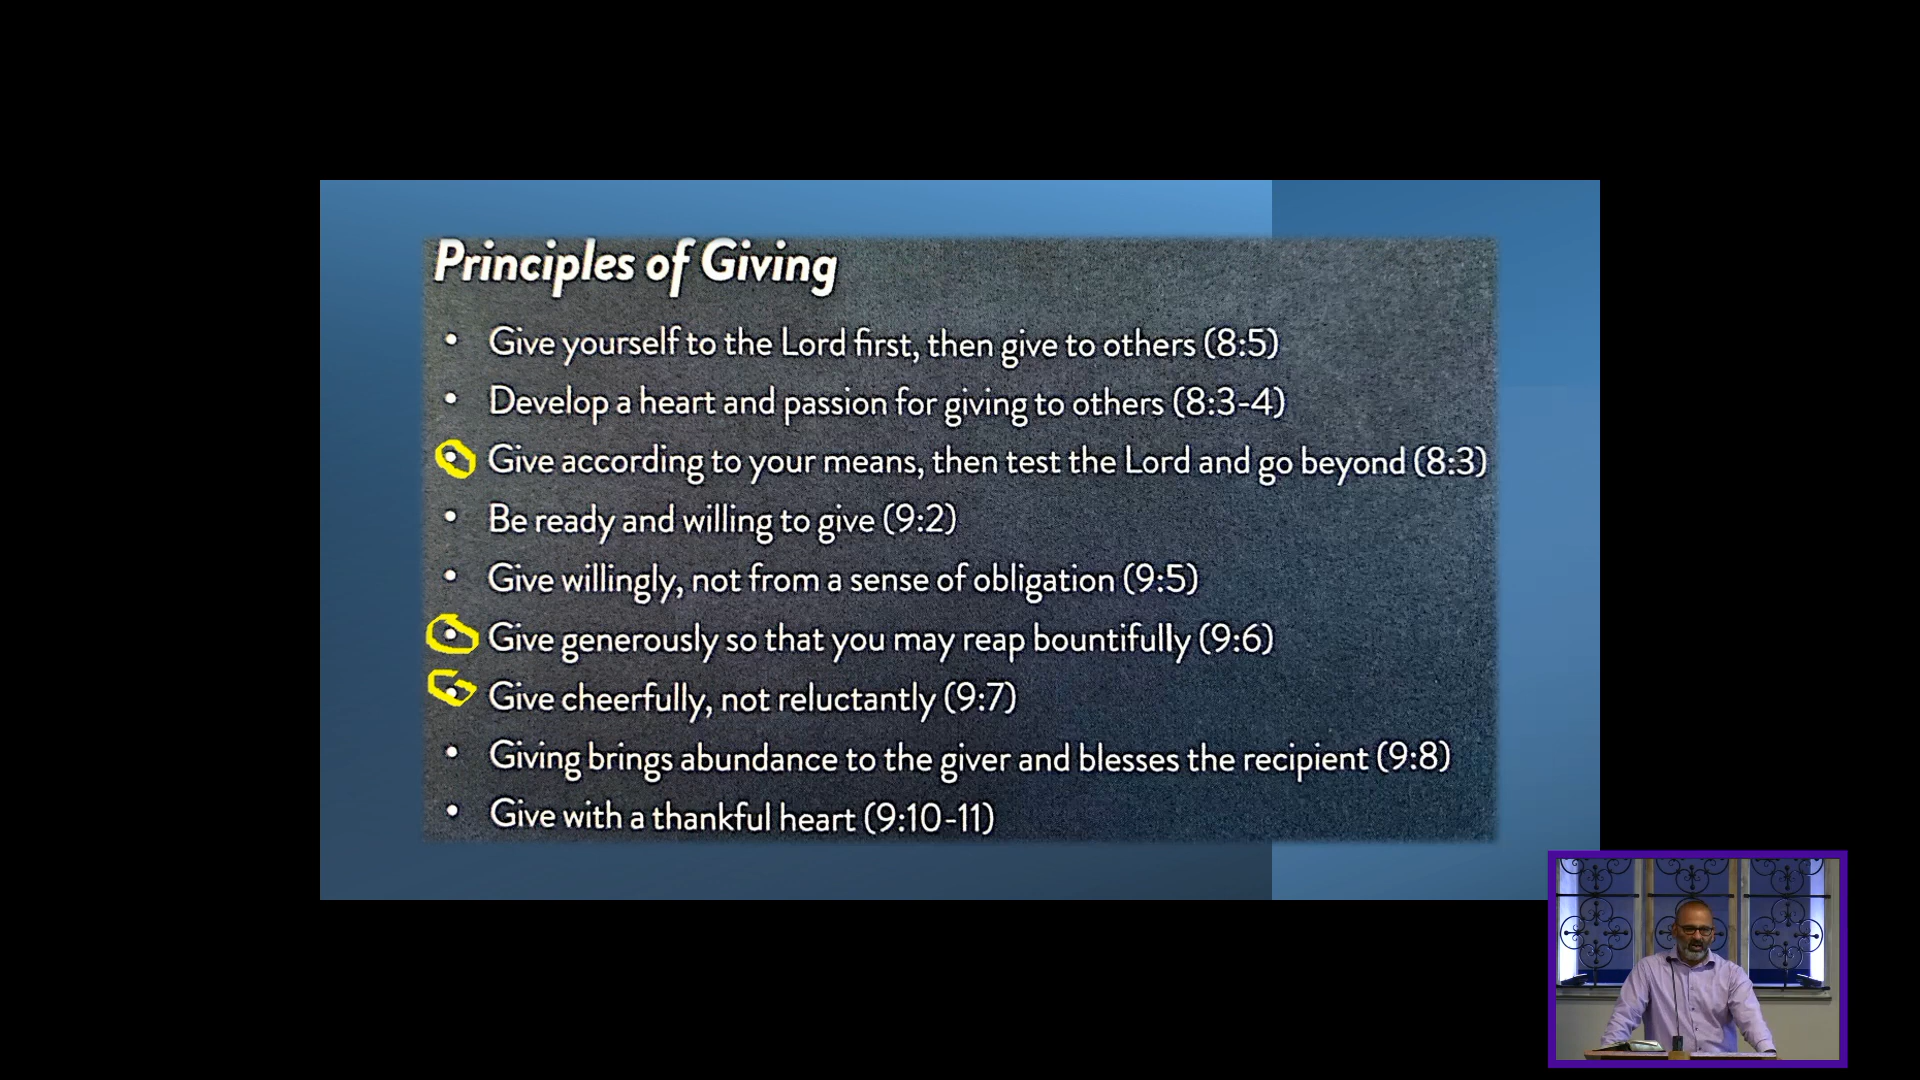 Principles of Giving
• Give yourself to the Lord first, then give to others (8:5)
• Develop a heart and passion for giving to others (8:3-4)
• Give according to your means, then test the Lord and go beyond (8:3)
• Be ready and willing to give (9:2)
• Give willingly, not from a sense of obligation (9:5)
• Give generously so that you may reap bountifully (9:6)
• Give cheerfully, not reluctantly (9:7)
• Giving brings abundance to the giver and blesses the recipient (9:8)
• Give with a thankful heart (9:10-11)